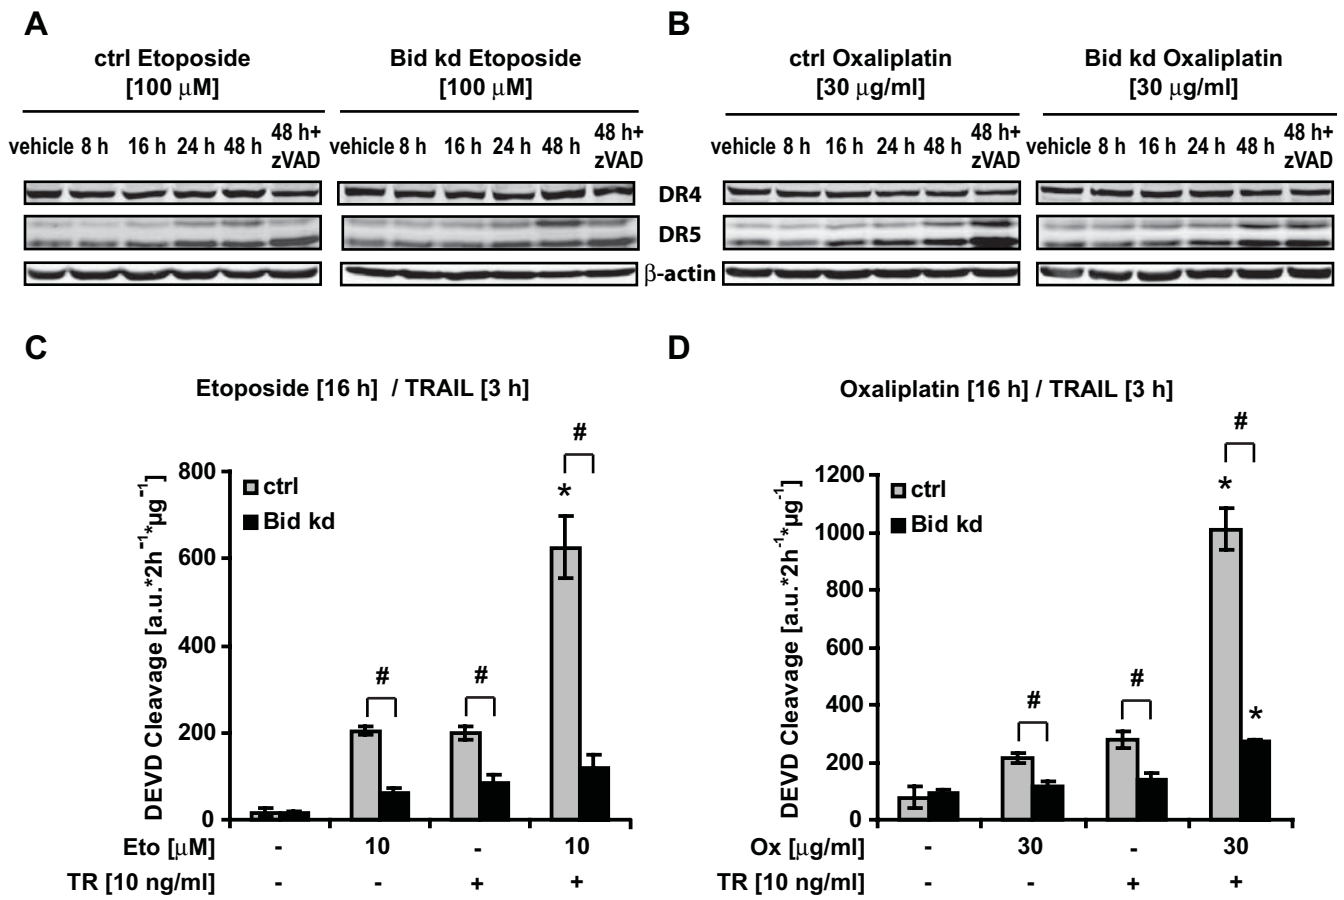 A
B
ctrl Etoposide
[100 μM]
Bid kd Etoposide
[100 μM]
ctrl Oxaliplatin
[30 μg/ml]
Bid kd Oxaliplatin
[30 μg/ml]
vehicle 8 h 16 h 24 h 48 h 48 h+ zVAD
vehicle 8 h 16 h 24 h 48 h 48 h+ zVAD
vehicle 8 h 16 h 24 h 48 h 48 h+ zVAD
vehicle 8 h 16 h 24 h 48 h 48 h+ zVAD
DR4
DR5
β-actin
C
Etoposide [16 h] / TRAIL [3 h]
DEVD Cleavage [a.u.*2h⁻¹*µg⁻¹]
800
600
400
200
0
ctrl
Bid kd
#
#
#
*
Eto [μM] - 10 - 10
TR [10 ng/ml] - - + +
D
Oxaliplatin [16 h] / TRAIL [3 h]
DEVD Cleavage [a.u.*2h⁻¹*µg⁻¹]
1200
1000
800
600
400
200
0
ctrl
Bid kd
#
#
#
*
*
Ox [μg/ml] - 30 - 30
TR [10 ng/ml] - - + +